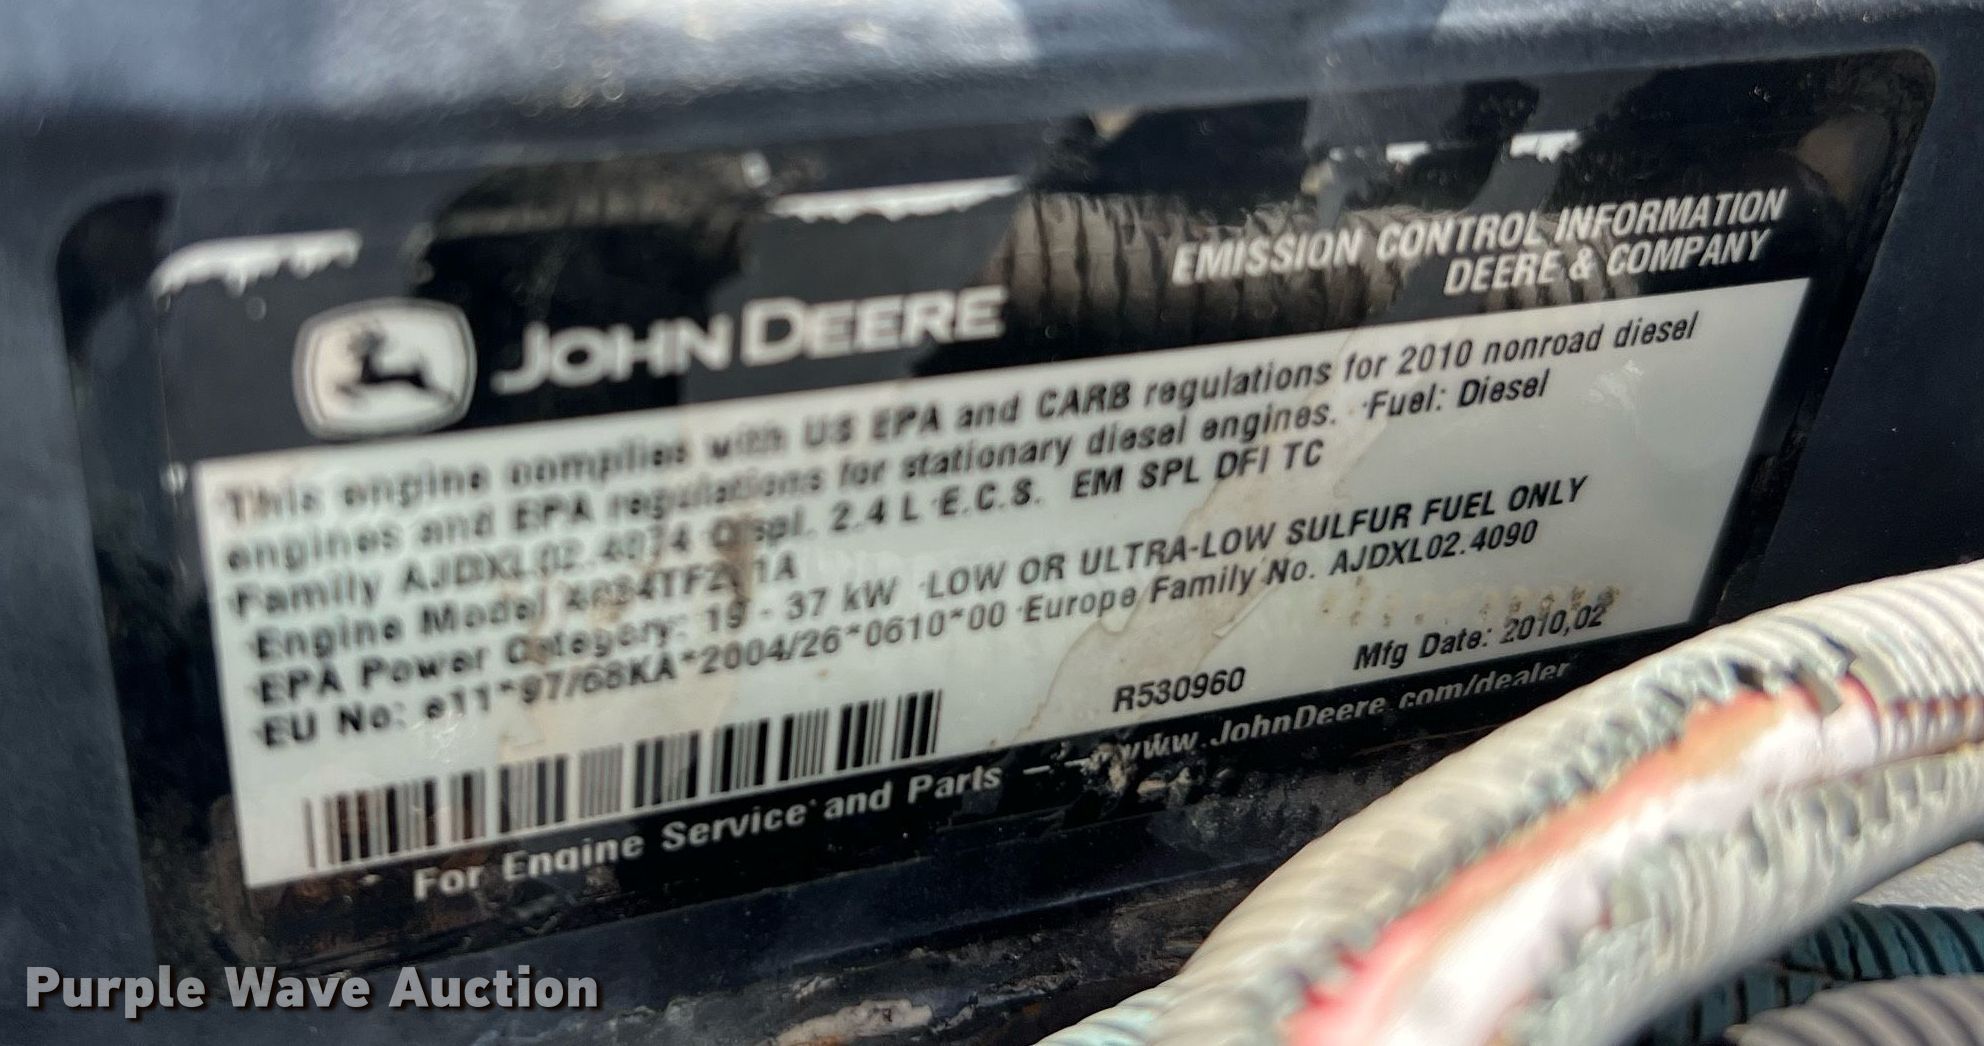 EMISSION CONTROL INFORMATION
DEERE & COMPANY
JOHN DEERE
This engine complies with US EPA and CARB regulations for 2010 nonroad diesel
engines and EPA regulations for stationary diesel engines. ·Fuel: Diesel
·Family AJDXL02.4074 Displ. 2.4 L ·E.C.S. EM SPL DFI TC
·Engine Model
·EPA Power Category: 19 - 37 kW ·LOW OR ULTRA-LOW SULFUR FUEL ONLY
·EU No: e11*97/68KA*2004/26*0610*00 ·Europe Family No. AJDXL02.4090
R530960
Mfg Date: 2010,02
For Engine Service and Parts — — www.JohnDeere.com/dealer
Purple Wave Auction